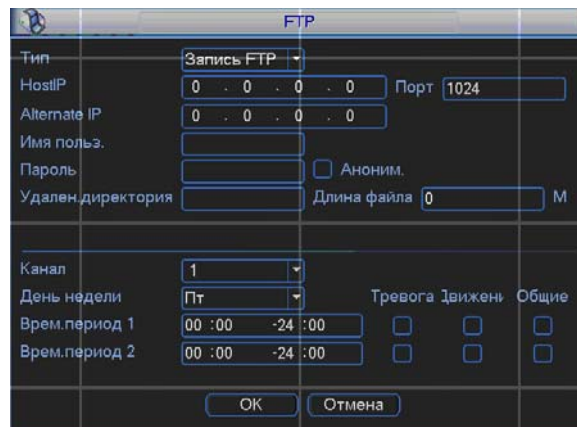 FTP
Тип Запись FTP
HostIP 0 . 0 . 0 . 0 Порт 1024
Alternate IP 0 . 0 . 0 . 0
Имя польз.
Пароль Аноним.
Удален.директория Длина файла 0 М
Канал 1
День недели Пт Тревога Движени Общие
Врем.период 1 00 :00 -24 :00
Врем.период 2 00 :00 -24 :00
OK Отмена